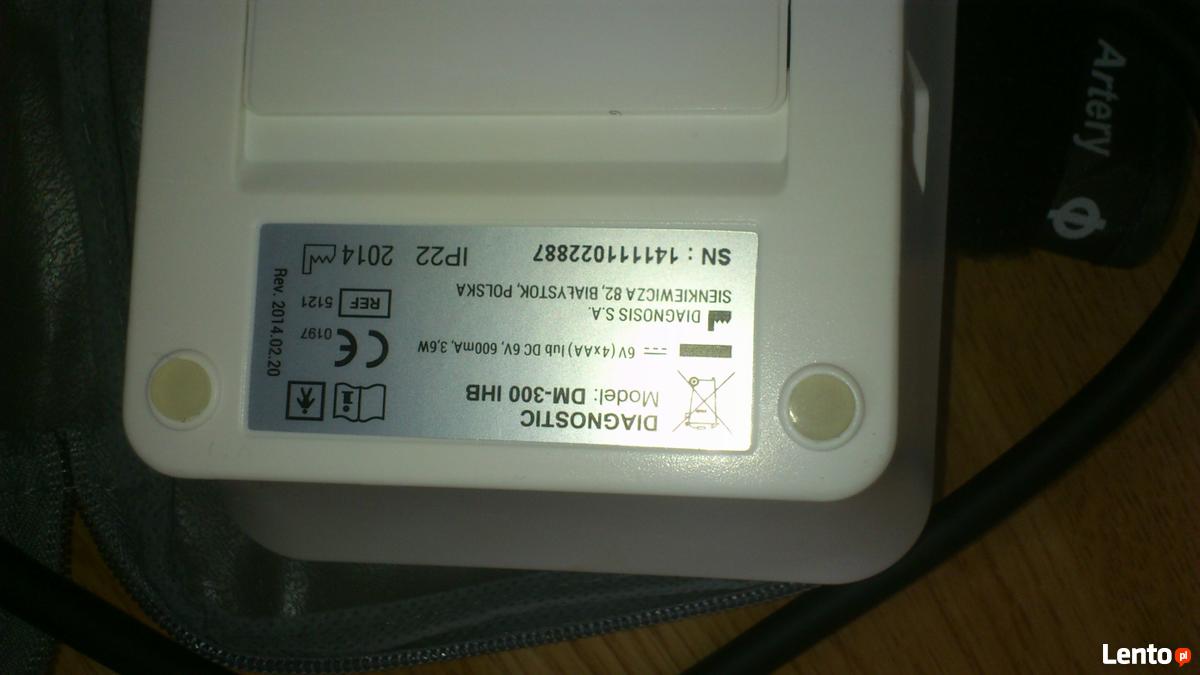 DIAGNOSTIC
Model: DM-300 IHB
6V (4xAA) lub DC 6V, 600mA, 3,6W
DIAGNOSIS S.A.
SIENKIEWICZA 82, BIAŁYSTOK, POLSKA
SN : 141111022887
IP22
2014
CE 0197
REF 5121
Rev. 2014.02.20
Artery
Lento.pl